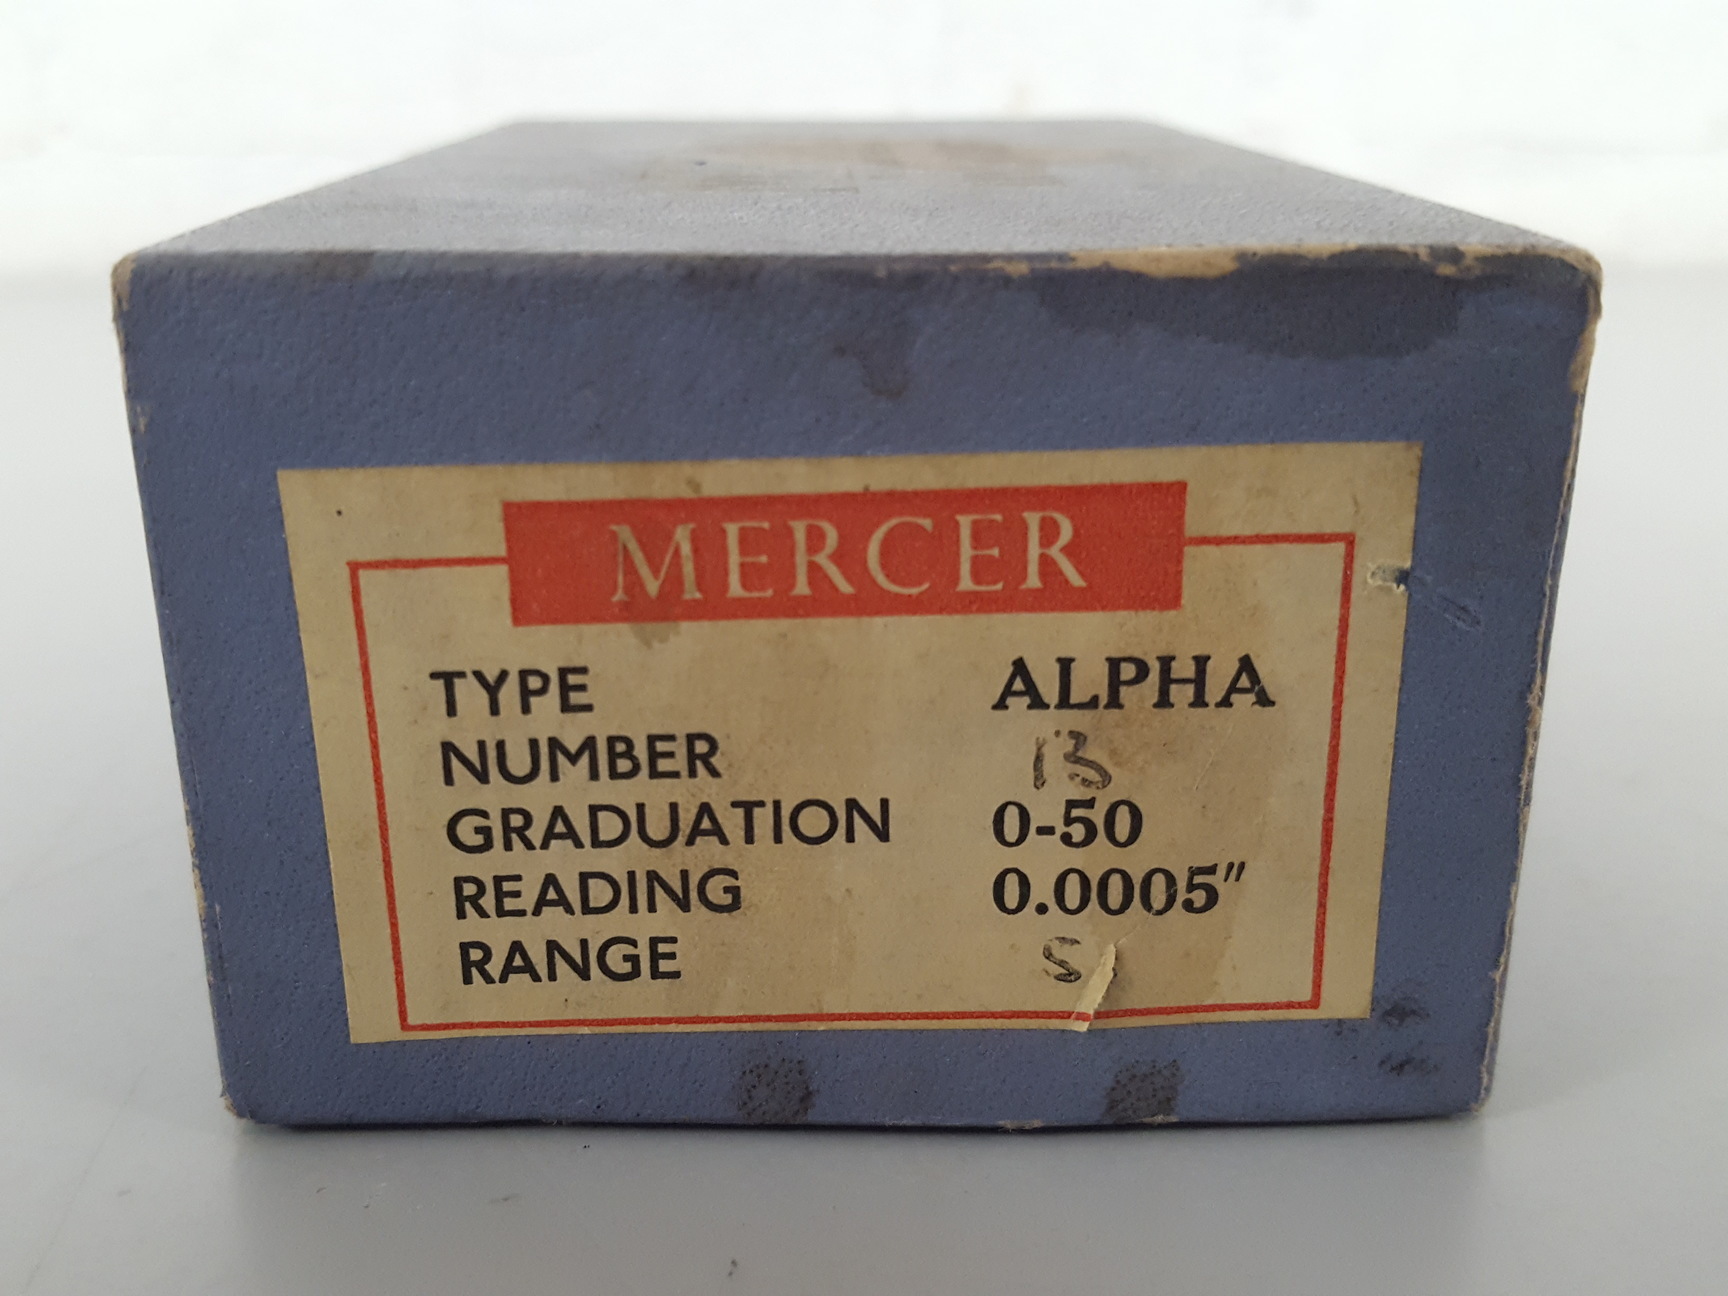 MERCER
TYPE ALPHA
NUMBER 13
GRADUATION 0-50
READING 0.0005"
RANGE S